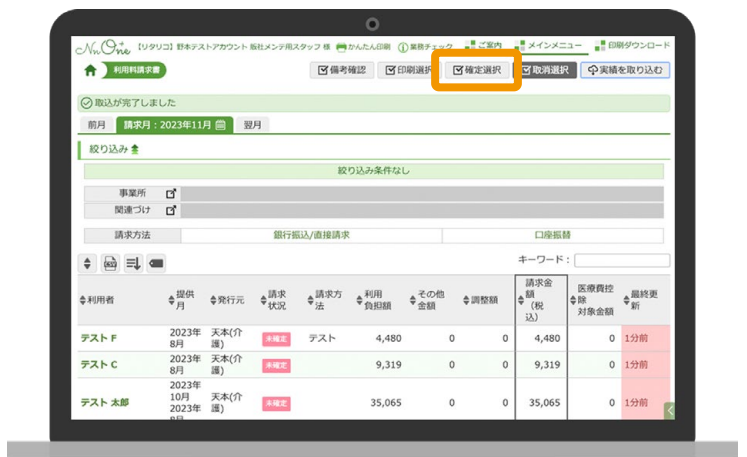 NnOne 【リタリコ】野本テストアカウント 販社メンテ用スタッフ 様 かんたん印刷 業務チェック ご案内 メインメニュー 印刷ダウンロード
利用料請求書 備考確認 印刷選択 確定選択 取消選択 実績を取り込む
取込が完了しました
前月 請求月：2023年11月 翌月
絞り込み
絞り込み条件なし
事業所
関連づけ
請求方法 銀行振込/直接請求 口座振替
キーワード：
利用者 提供月 発行元 請求状況 請求方法 利用負担額 その他金額 調整額 請求金額（税込） 医療費控除対象金額 最終更新
テスト F 2023年8月 天本(介護) 未確定 テスト 4,480 0 0 4,480 0 1分前
テスト C 2023年8月 天本(介護) 未確定 9,319 0 0 9,319 0 1分前
テスト 太郎 2023年10月 2023年 天本(介護) 未確定 35,065 0 0 35,065 0 1分前